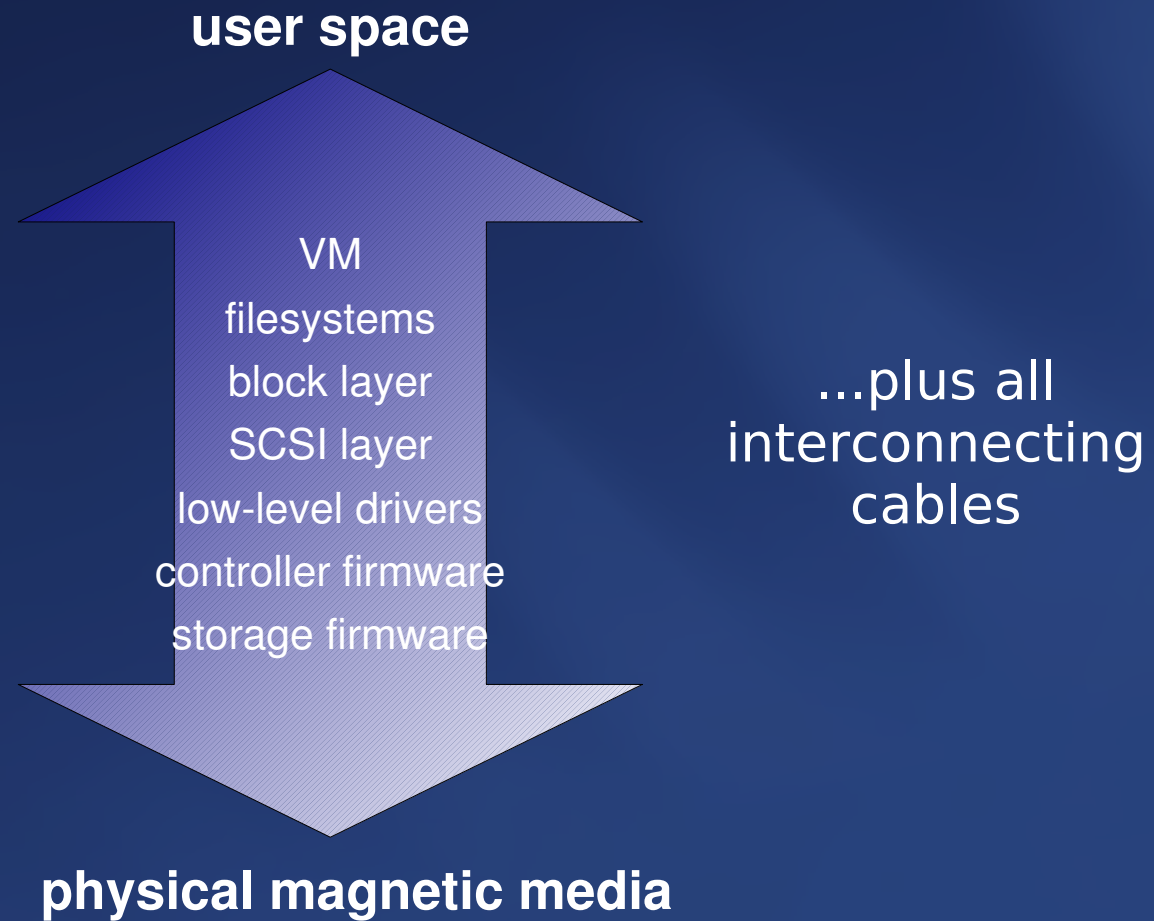 user space
VM
filesystems
block layer
SCSI layer
low-level drivers
controller firmware
storage firmware
...plus all
interconnecting
cables
physical magnetic media